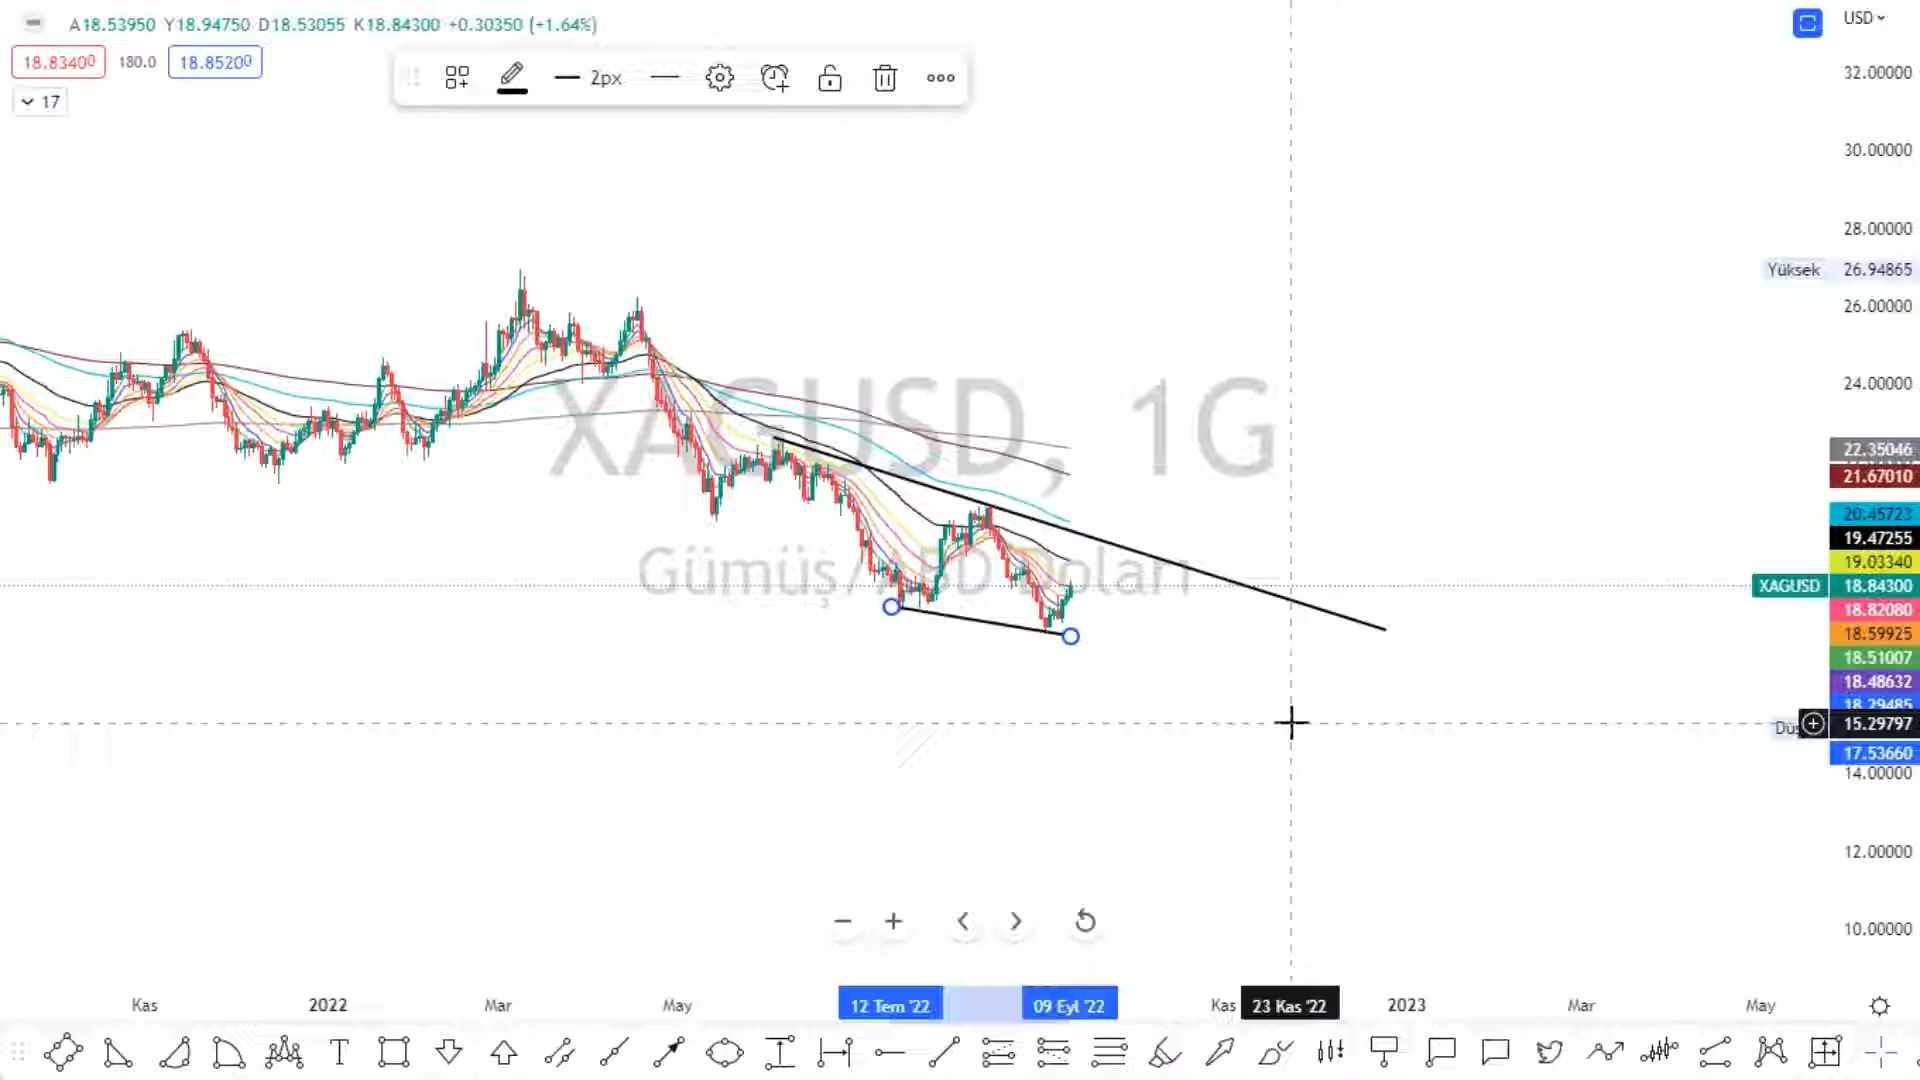 A18.53950 Y18.94750 D18.53055 K18.84300 +0.30350 (+1.64%)
USD
18.83400 180.0 18.85200
2px
17
32.00000
30.00000
28.00000
Yüksek 26.94865
26.00000
24.00000
XAGUSD, 1G
Gümüş/ABD Doları
22.35046
21.67010
20.45723
19.47255
19.03340
XAGUSD 18.84300
18.82080
18.59925
18.51007
18.48632
18.29485
15.29797
17.53660
14.00000
12.00000
10.00000
Kas 2022 Mar May 12 Tem '22 09 Eyl '22 Kas 23 Kas '22 2023 Mar May
T